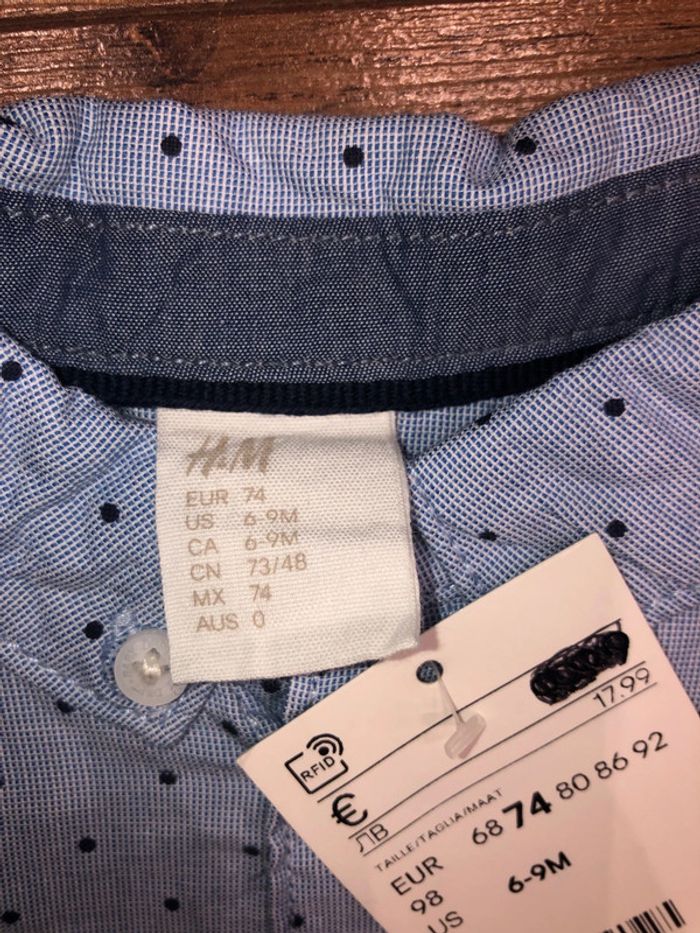 H&M
EUR 74
US 6-9M
CA 6-9M
CN 73/48
MX 74
AUS 0
17.99
RFID
€
ЛВ
TAILLE/TAGLIA/MAAT
EUR 68 74 80 86 92
98
US 6-9M